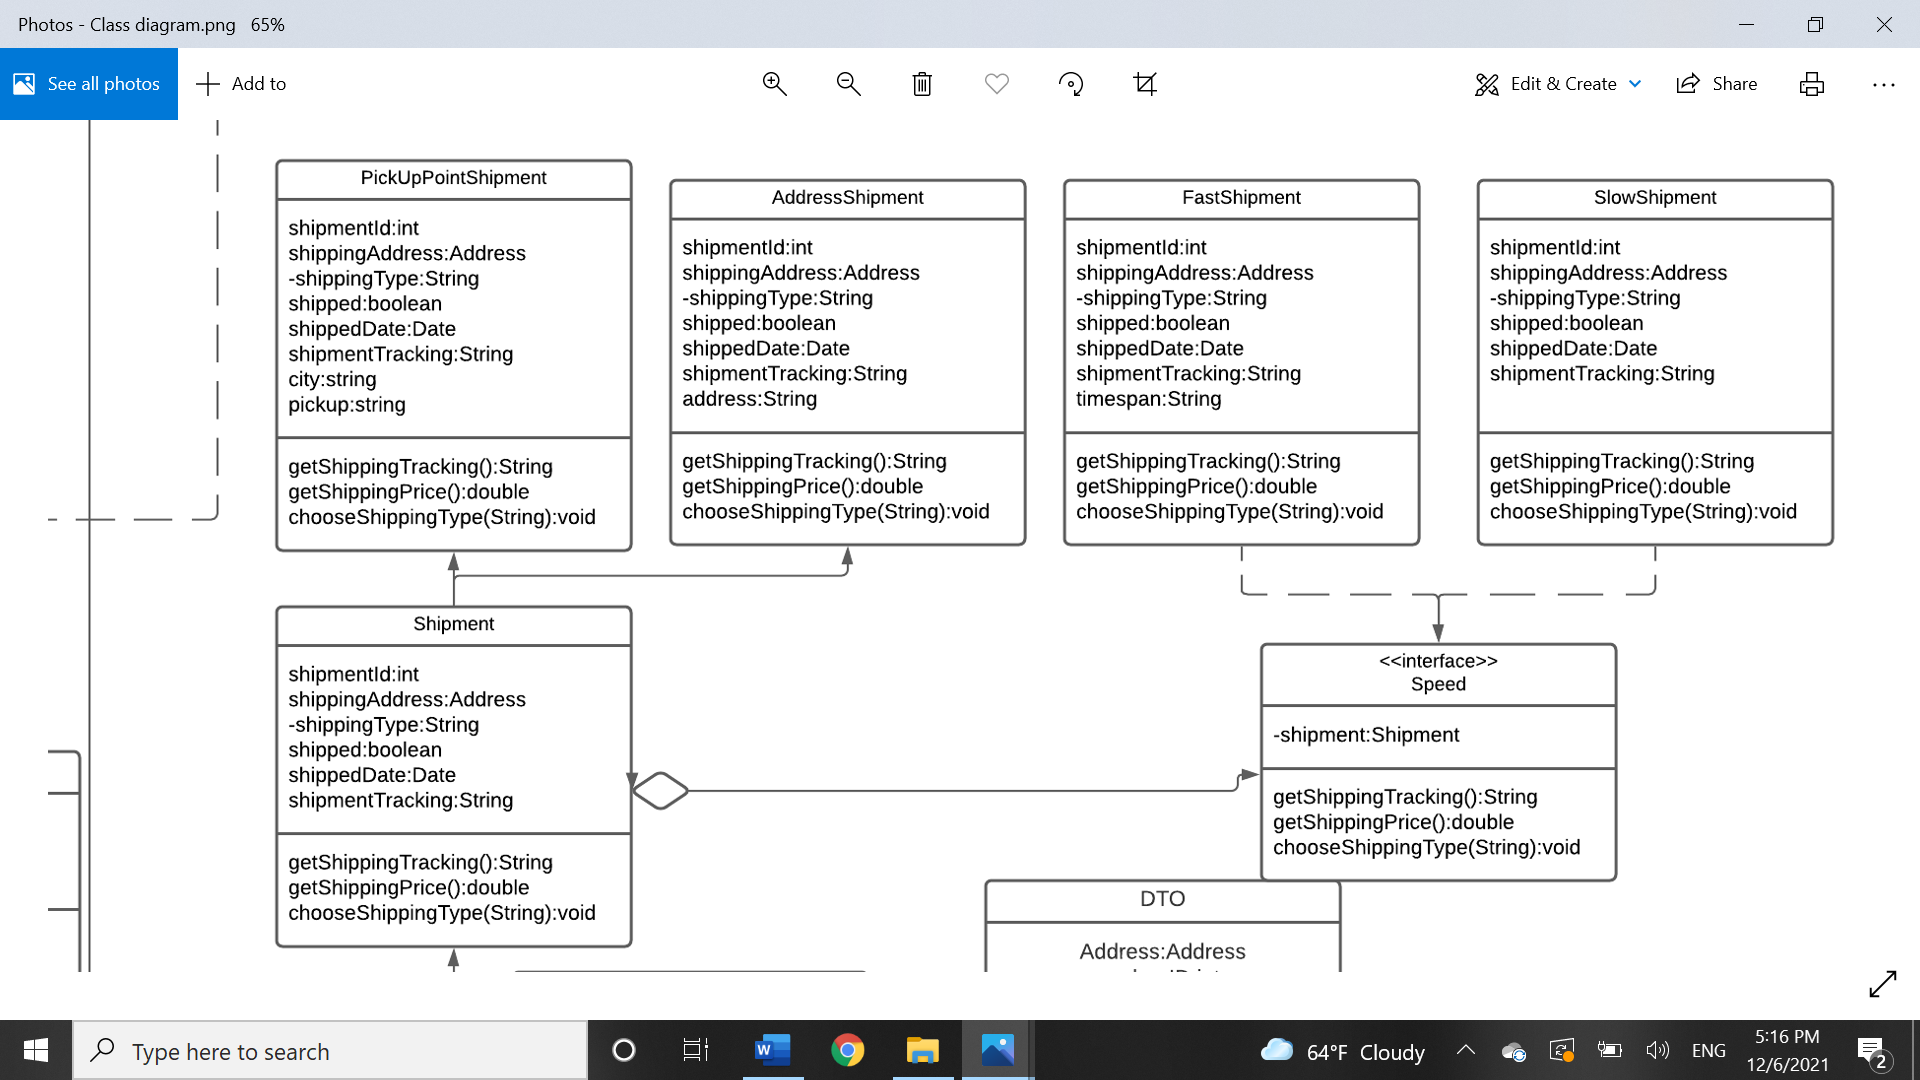 Photos - Class diagram.png   65%
See all photos
Add to
Edit & Create
Share
PickUpPointShipment
shipmentId:int
shippingAddress:Address
-shippingType:String
shipped:boolean
shippedDate:Date
shipmentTracking:String
city:string
pickup:string
getShippingTracking():String
getShippingPrice():double
chooseShippingType(String):void
AddressShipment
shipmentId:int
shippingAddress:Address
-shippingType:String
shipped:boolean
shippedDate:Date
shipmentTracking:String
address:String
getShippingTracking():String
getShippingPrice():double
chooseShippingType(String):void
FastShipment
shipmentId:int
shippingAddress:Address
-shippingType:String
shipped:boolean
shippedDate:Date
shipmentTracking:String
timespan:String
getShippingTracking():String
getShippingPrice():double
chooseShippingType(String):void
SlowShipment
shipmentId:int
shippingAddress:Address
-shippingType:String
shipped:boolean
shippedDate:Date
shipmentTracking:String
getShippingTracking():String
getShippingPrice():double
chooseShippingType(String):void
Shipment
shipmentId:int
shippingAddress:Address
-shippingType:String
shipped:boolean
shippedDate:Date
shipmentTracking:String
getShippingTracking():String
getShippingPrice():double
chooseShippingType(String):void
<<interface>>
Speed
-shipment:Shipment
getShippingTracking():String
getShippingPrice():double
chooseShippingType(String):void
DTO
Address:Address
Type here to search
W
64°F Cloudy
ENG
5:16 PM
12/6/2021
2